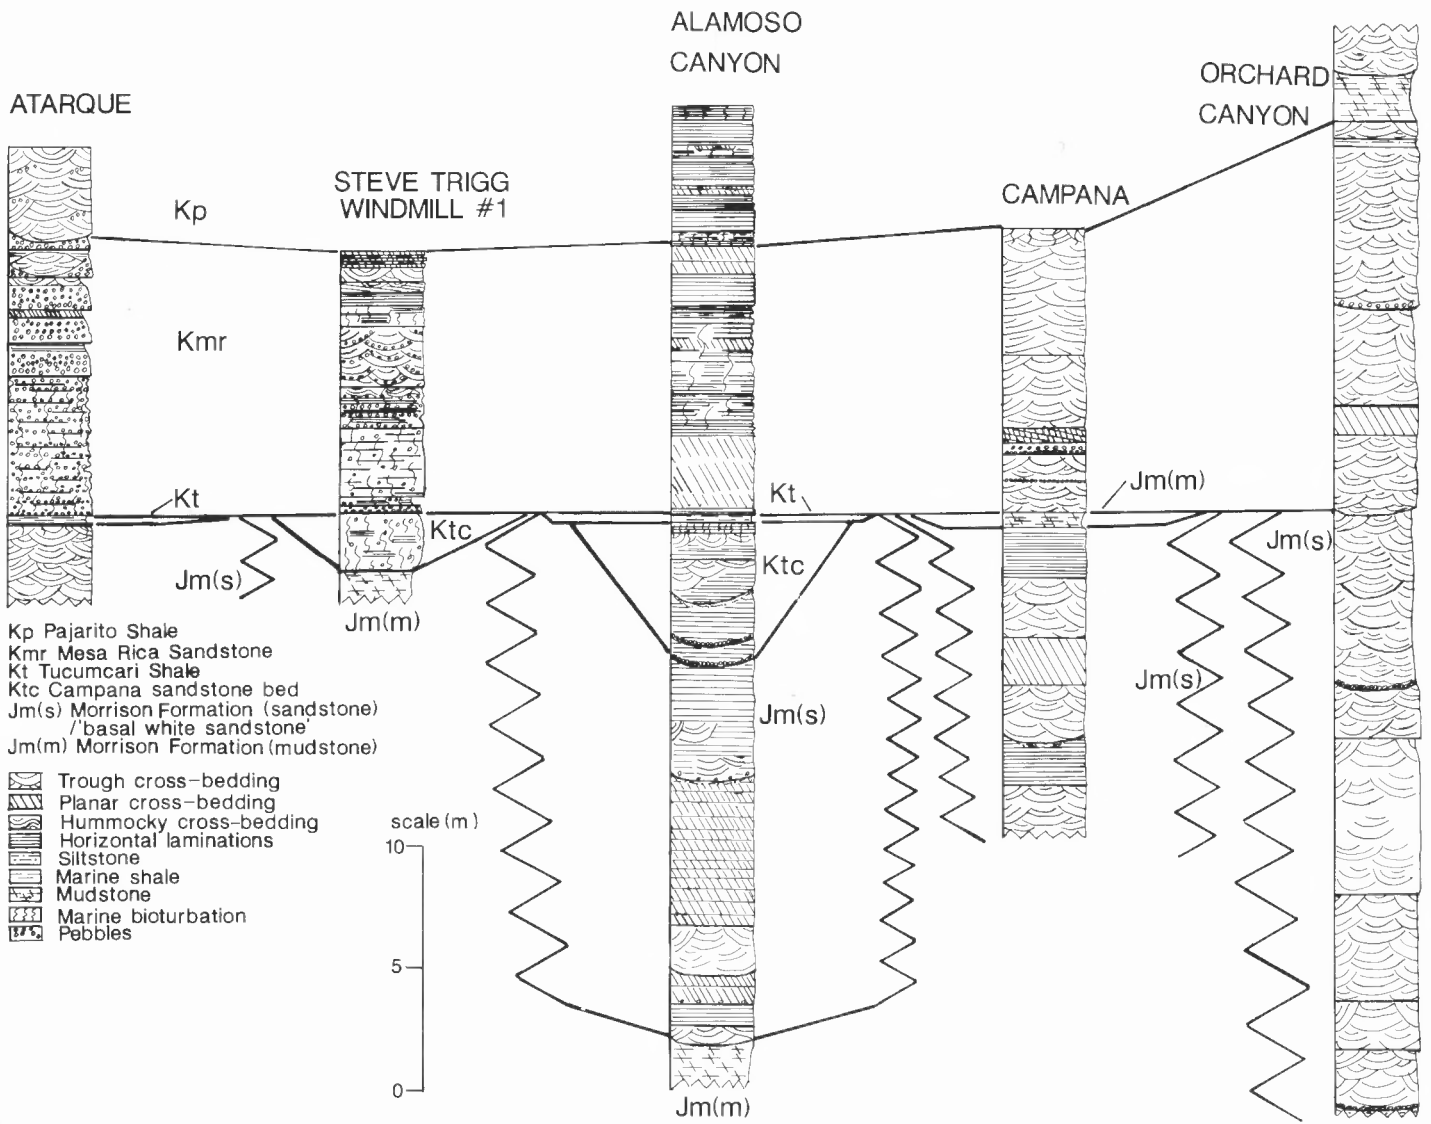 ALAMOSO
CANYON
ORCHARD
CANYON
ATARQUE
STEVE TRIGG
WINDMILL #1
CAMPANA
Kp
Kmr
Kt
Kt
Jm(m)
Ktc
Jm(s)
Ktc
Jm(s)
Jm(m)
Jm(s)
Jm(s)
Kp Pajarito Shale
Kmr Mesa Rica Sandstone
Kt Tucumcari Shale
Ktc Campana sandstone bed
Jm(s) Morrison Formation (sandstone)
/'basal white sandstone'
Jm(m) Morrison Formation (mudstone)
Trough cross-bedding
Planar cross-bedding
Hummocky cross-bedding
Horizontal laminations
Siltstone
Marine shale
Mudstone
Marine bioturbation
Pebbles
scale (m)
10
5
0
Jm(m)